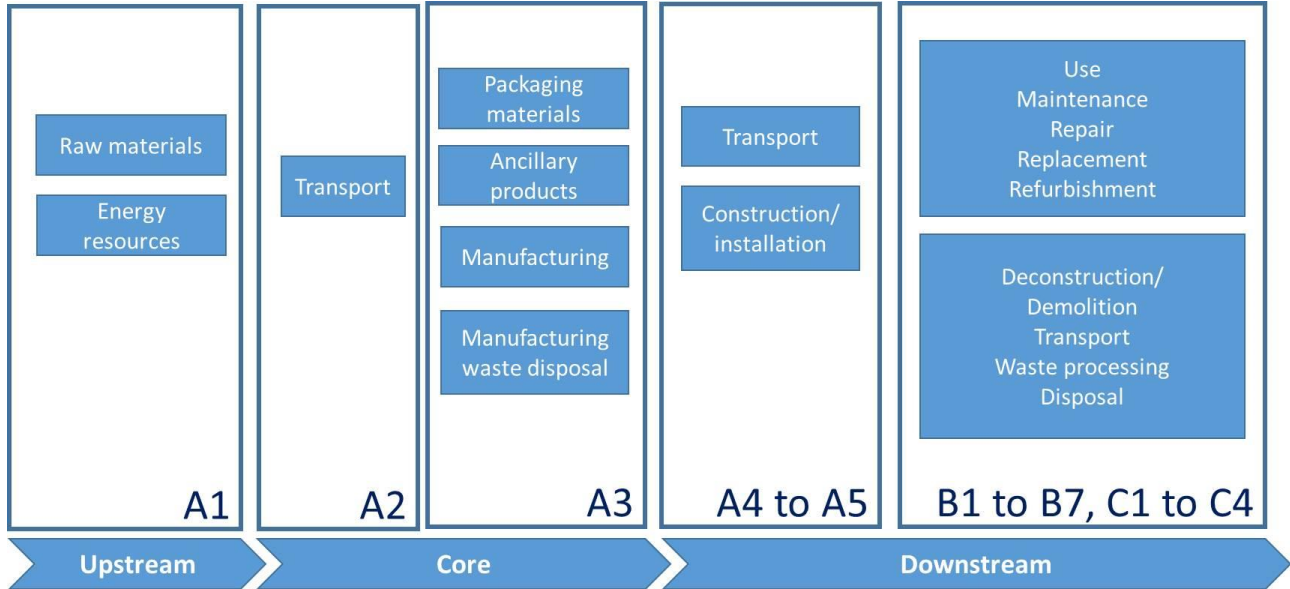 Raw materials
Energy
resources
A1
Transport
A2
Packaging
materials
Ancillary
products
Manufacturing
Manufacturing
waste disposal
A3
Transport
Construction/
installation
A4 to A5
Use
Maintenance
Repair
Replacement
Refurbishment
Deconstruction/
Demolition
Transport
Waste processing
Disposal
B1 to B7, C1 to C4
Upstream
Core
Downstream